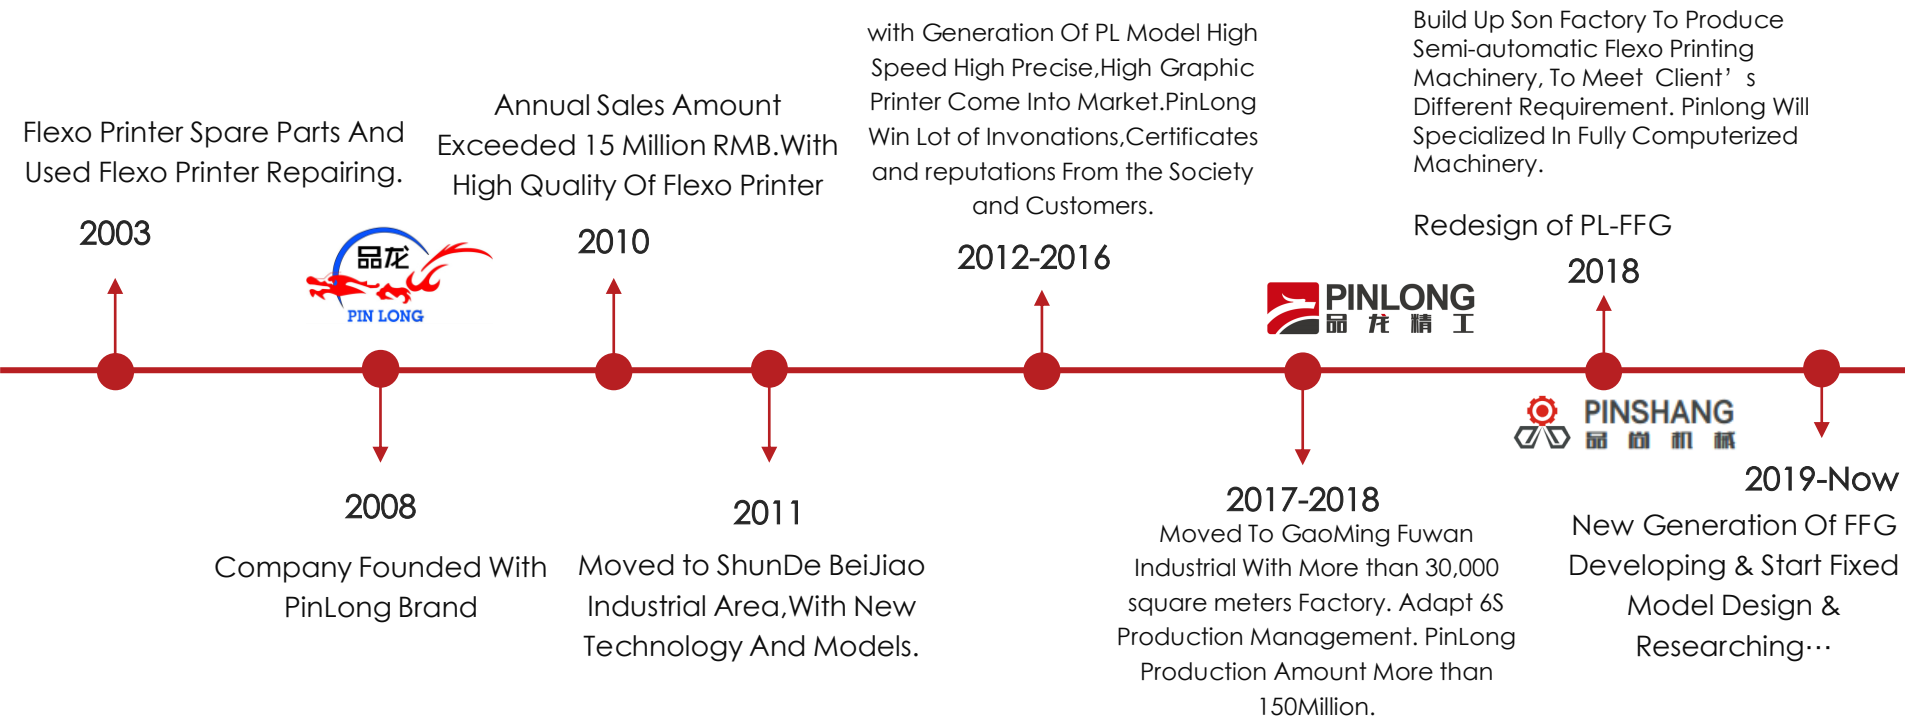 Flexo Printer Spare Parts And
Used Flexo Printer Repairing.
2003
品龙
PIN LONG
2008
Company Founded With
PinLong Brand
Annual Sales Amount
Exceeded 15 Million RMB.With
High Quality Of Flexo Printer
2010
2011
Moved to ShunDe BeiJiao
Industrial Area,With New
Technology And Models.
with Generation Of PL Model High
Speed High Precise,High Graphic
Printer Come Into Market.PinLong
Win Lot of Invonations,Certificates
and reputations From the Society
and Customers.
2012-2016
PINLONG
品龙精工
2017-2018
Moved To GaoMing Fuwan
Industrial With More than 30,000
square meters Factory. Adapt 6S
Production Management. PinLong
Production Amount More than
150Million.
Build Up Son Factory To Produce
Semi-automatic Flexo Printing
Machinery, To Meet Client’s
Different Requirement. Pinlong Will
Specialized In Fully Computerized
Machinery.
Redesign of PL-FFG
2018
PINSHANG
品尚机械
2019-Now
New Generation Of FFG
Developing & Start Fixed
Model Design &
Researching…